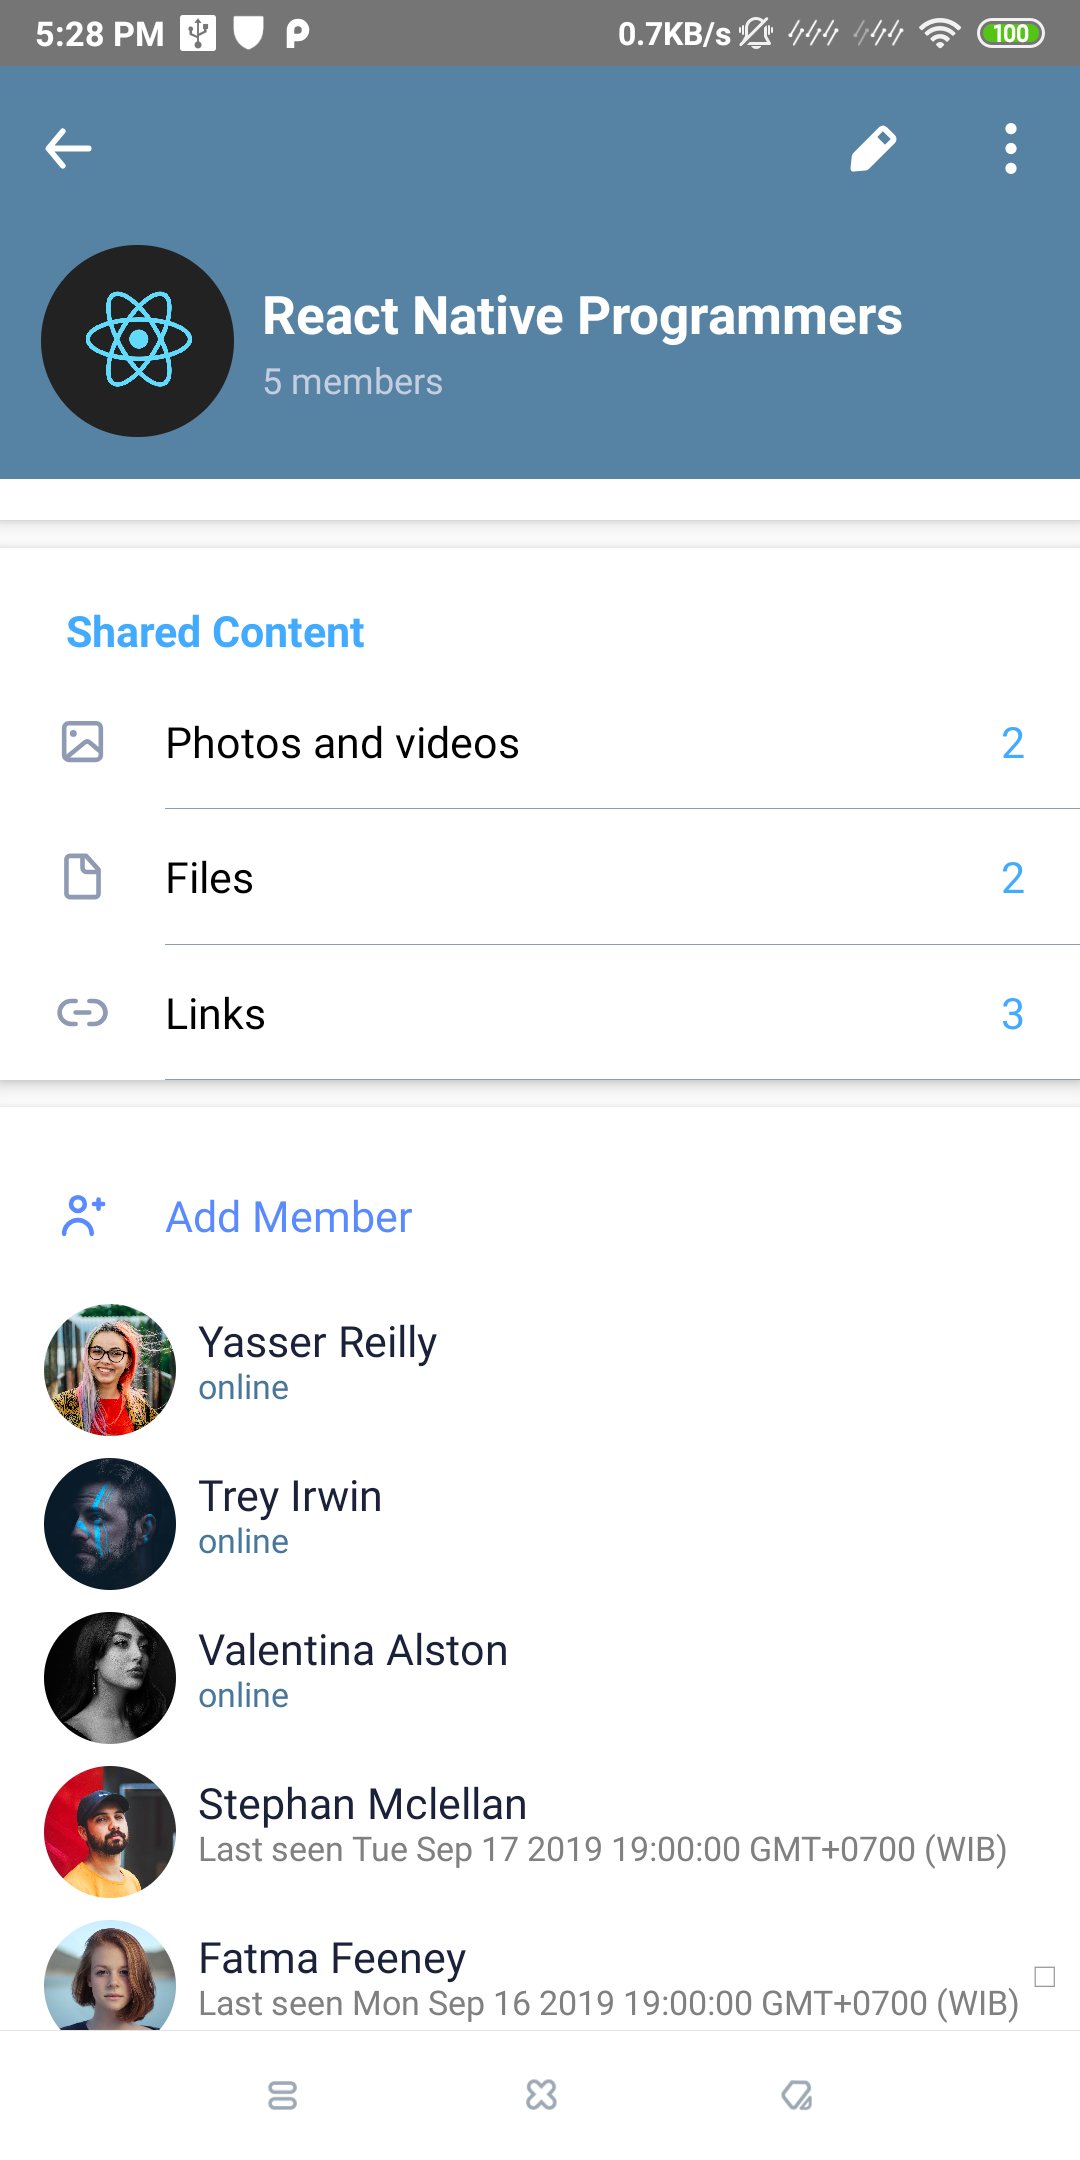 5:28 PM 0.7KB/s 100
React Native Programmers
5 members
Shared Content
Photos and videos 2
Files 2
Links 3
Add Member
Yasser Reilly
online
Trey Irwin
online
Valentina Alston
online
Stephan Mclellan
Last seen Tue Sep 17 2019 19:00:00 GMT+0700 (WIB)
Fatma Feeney
Last seen Mon Sep 16 2019 19:00:00 GMT+0700 (WIB)